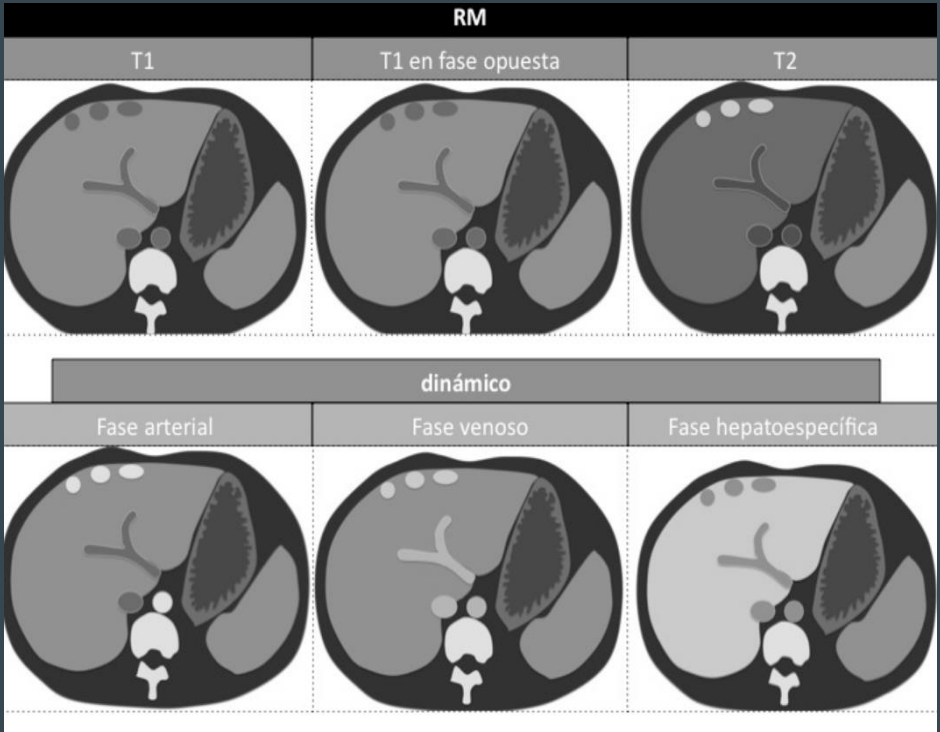 RM
T1
T1 en fase opuesta
T2
dinámico
Fase arterial
Fase venoso
Fase hepatoespecífica